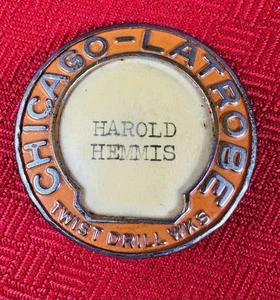 CHICAGO-LATROBE
HAROLD
HEMMIS
TWIST DRILL WKS